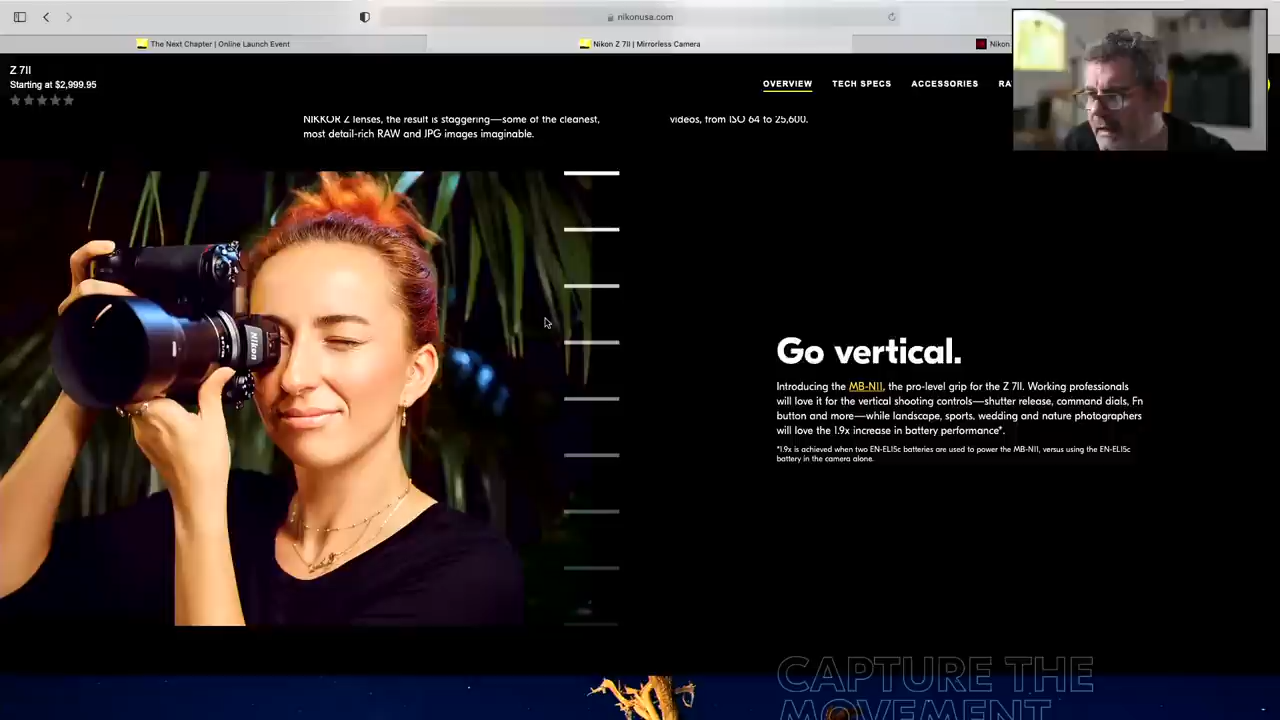 nikonusa.com
The Next Chapter | Online Launch Event
Nikon Z 7II | Mirrorless Camera
Nikon
Z 7II
Starting at $2,999.95
OVERVIEW
TECH SPECS
ACCESSORIES
NIKKOR Z lenses, the result is staggering—some of the cleanest,
most detail-rich RAW and JPG images imaginable.
videos, from ISO 64 to 25,600.
Nikon
Go vertical.
Introducing the MB-N11, the pro-level grip for the Z 7II. Working professionals
will love it for the vertical shooting controls—shutter release, command dials, Fn
button and more—while landscape, sports, wedding and nature photographers
will love the 1.9x increase in battery performance*.
*1.9x is achieved when two EN-EL15c batteries are used to power the MB-N11, versus using the EN-EL15c
battery in the camera alone.
CAPTURE THE
MOVEMENT